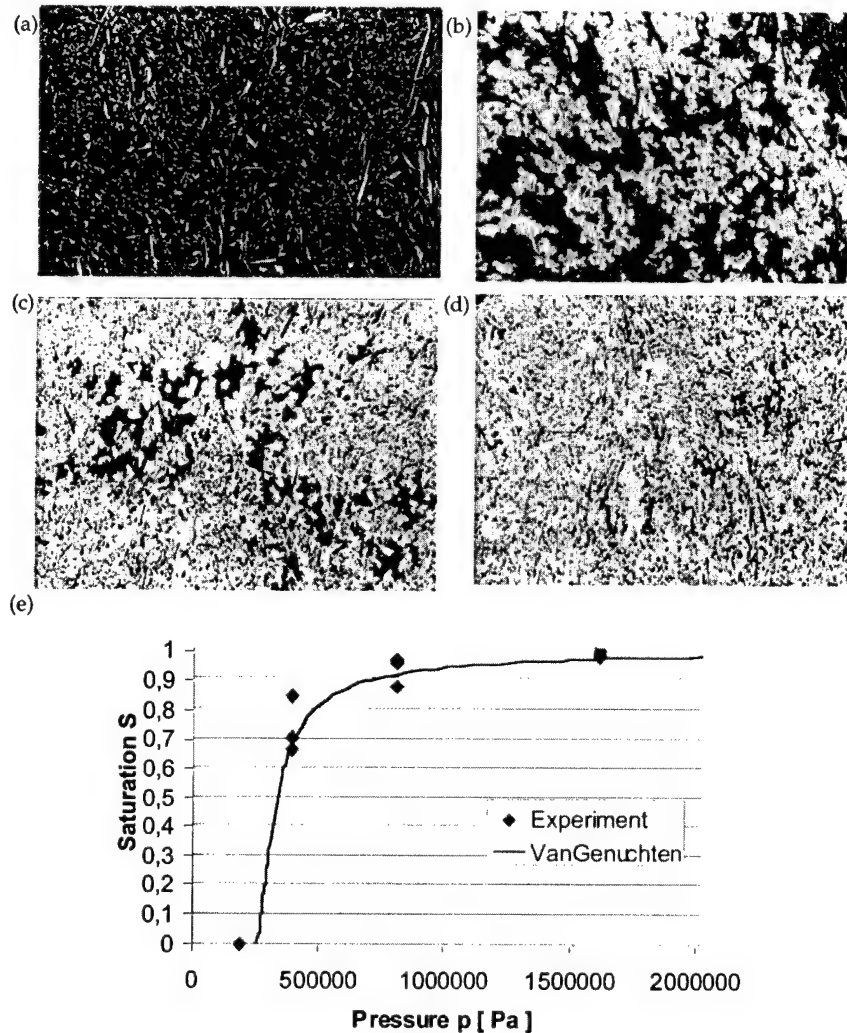 (a)
(b)
(c)
(d)
(e)
Saturation S
1
0,9
0,8
0,7
0,6
0,5
0,4
0,3
0,2
0,1
0
Experiment
VanGenuchten
0 500000 1000000 1500000 2000000
Pressure p [ Pa ]